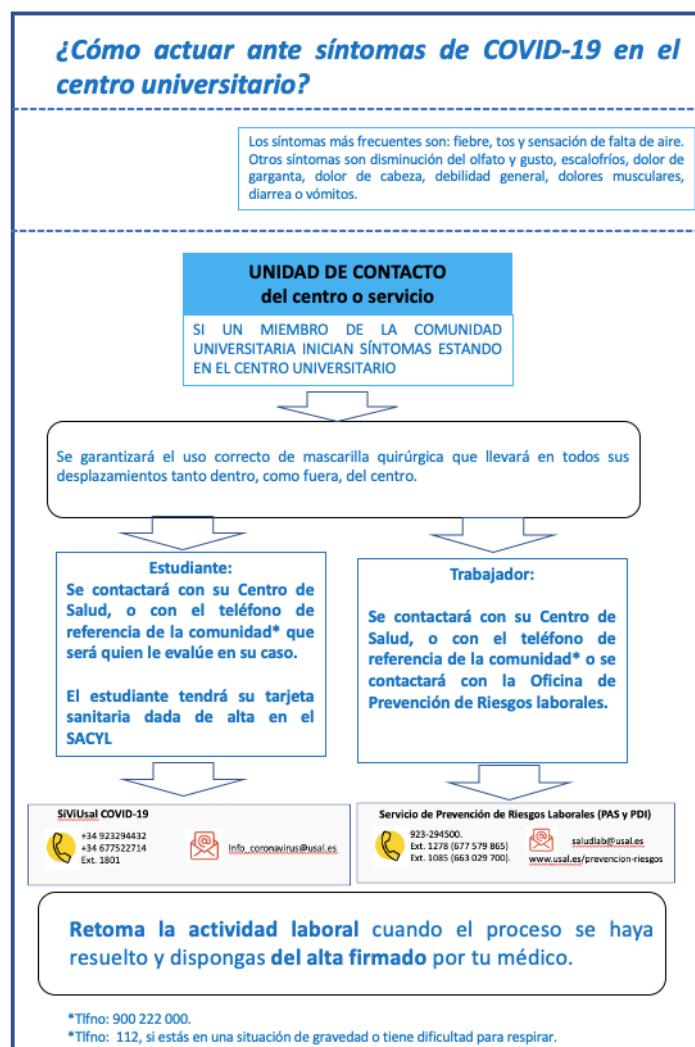 ¿Cómo actuar ante síntomas de COVID-19 en el
centro universitario?
Los síntomas más frecuentes son: fiebre, tos y sensación de falta de aire.
Otros síntomas son disminución del olfato y gusto, escalofríos, dolor de
garganta, dolor de cabeza, debilidad general, dolores musculares,
diarrea o vómitos.
UNIDAD DE CONTACTO
del centro o servicio
SI UN MIEMBRO DE LA COMUNIDAD
UNIVERSITARIA INICIAN SÍNTOMAS ESTANDO
EN EL CENTRO UNIVERSITARIO
Se garantizará el uso correcto de mascarilla quirúrgica que llevará en todos sus
desplazamientos tanto dentro, como fuera, del centro.
Estudiante:
Se contactará con su Centro de
Salud, o con el teléfono de
referencia de la comunidad* que
será quien le evalúe en su caso.
El estudiante tendrá su tarjeta
sanitaria dada de alta en el
SACYL
Trabajador:
Se contactará con su Centro de
Salud, o con el teléfono de
referencia de la comunidad* o se
contactará con la Oficina de
Prevención de Riesgos laborales.
SiViUsal COVID-19
+34 923294432
+34 677522714
Ext. 1801
Info_coronavirus@usal.es
Servicio de Prevención de Riesgos Laborales (PAS y PDI)
923-294500.
Ext. 1278 (677 579 865)
Ext. 1085 (663 029 700).
saludlab@usal.es
www.usal.es/prevencion-riesgos
Retoma la actividad laboral cuando el proceso se haya
resuelto y dispongas del alta firmado por tu médico.
*Tlfno: 900 222 000.
*Tlfno: 112, si estás en una situación de gravedad o tiene dificultad para respirar.